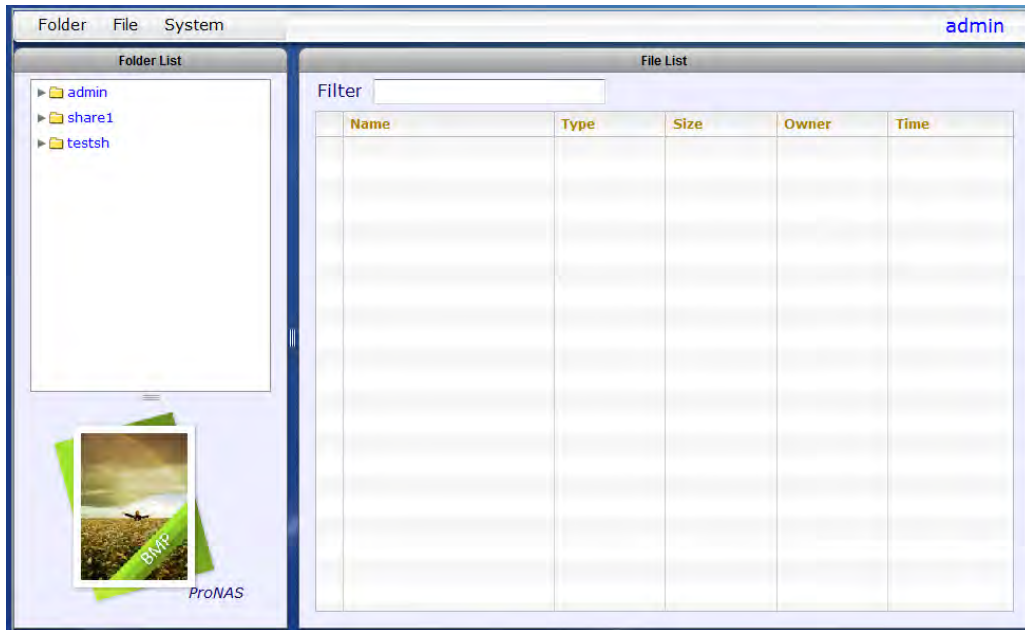 Folder File System admin
Folder List
admin
share1
testsh
BMP
ProNAS
File List
Filter
Name Type Size Owner Time